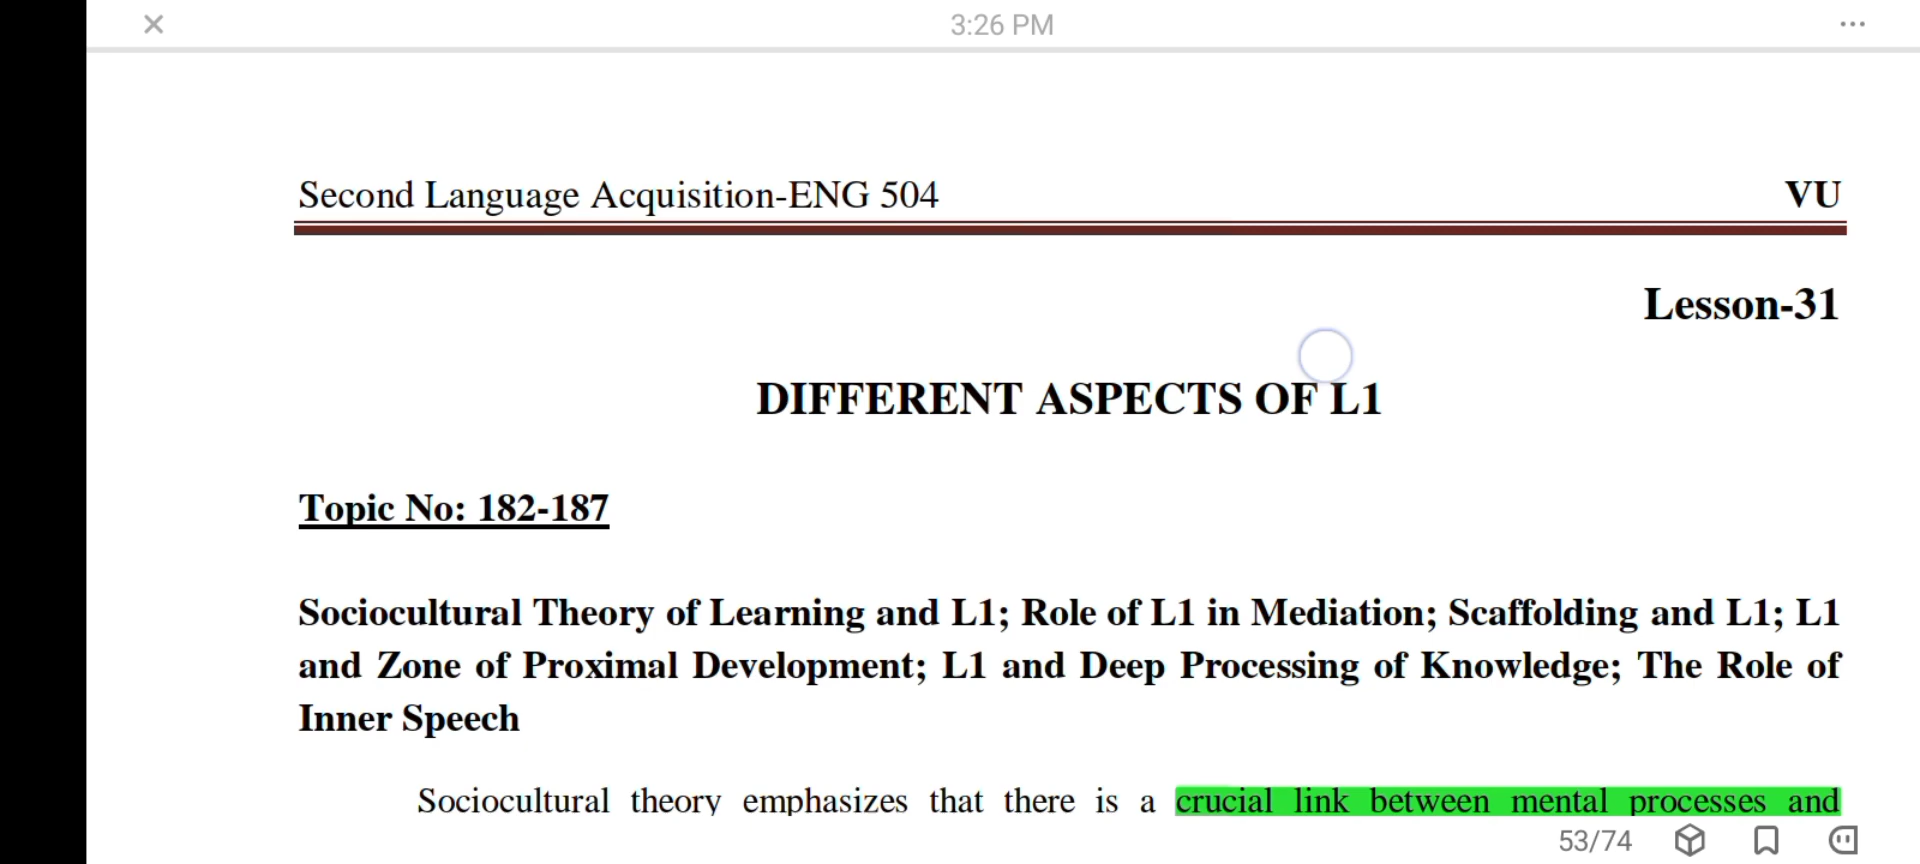 3:26 PM
Second Language Acquisition-ENG 504 VU
Lesson-31
DIFFERENT ASPECTS OF L1
Topic No: 182-187
Sociocultural Theory of Learning and L1; Role of L1 in Mediation; Scaffolding and L1; L1
and Zone of Proximal Development; L1 and Deep Processing of Knowledge; The Role of
Inner Speech
Sociocultural theory emphasizes that there is a crucial link between mental processes and
53/74